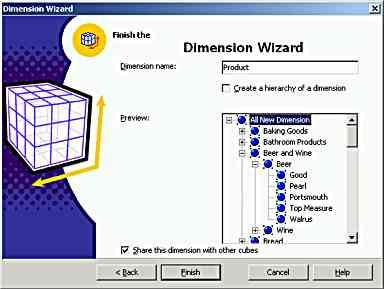 Dimension Wizard
Finish the
Dimension Wizard
Dimension name:
Product
Create a hierarchy of a dimension
Preview:
All New Dimension
Baking Goods
Bathroom Products
Beer and Wine
Beer
Good
Pearl
Portsmouth
Top Measure
Walrus
Wine
Bread
Share this dimension with other cubes
< Back
Finish
Cancel
Help